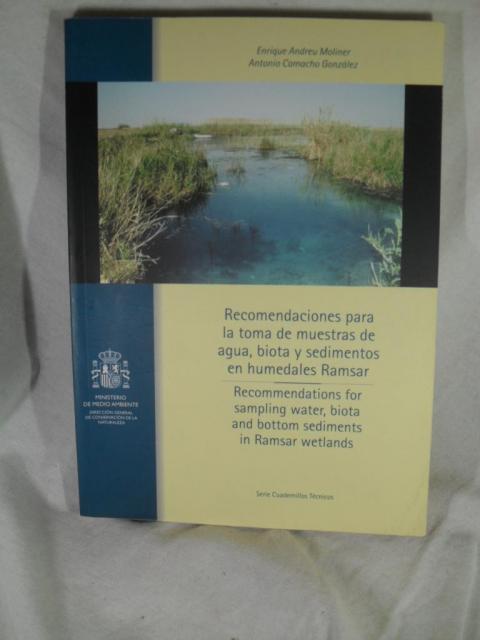 Enrique Andreu Moliner
Antonio Camacho González
Recomendaciones para
la toma de muestras de
agua, biota y sedimentos
en humedales Ramsar
Recommendations for
sampling water, biota
and bottom sediments
in Ramsar wetlands
MINISTERIO
DE MEDIO AMBIENTE
DIRECCIÓN GENERAL
DE CONSERVACIÓN DE LA
NATURALEZA
Serie Cuadernillos Técnicos